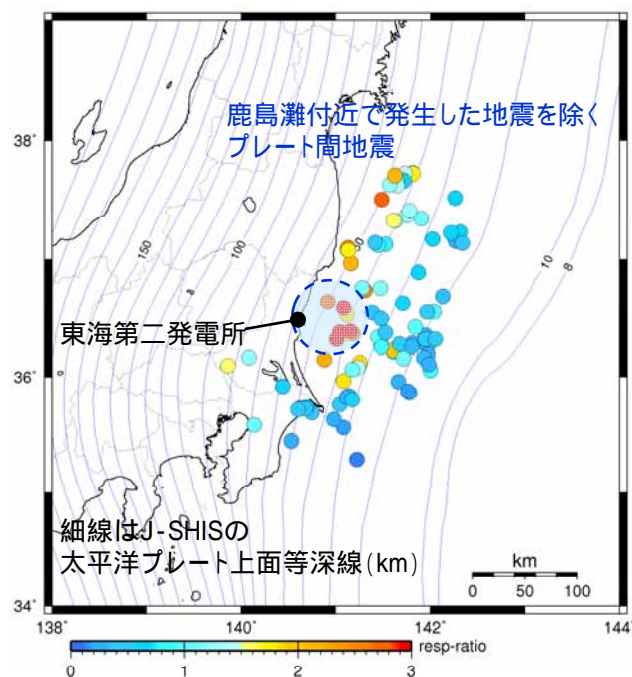 鹿島灘付近で発生した地震を除く
プレート間地震
38°
150
100
50
10
8
東海第二発電所
36°
細線はJ-SHISの
太平洋プレート上面等深線(km)
km
0 100
34°
138° 140° 142° 144°
resp-ratio
0 1 2 3